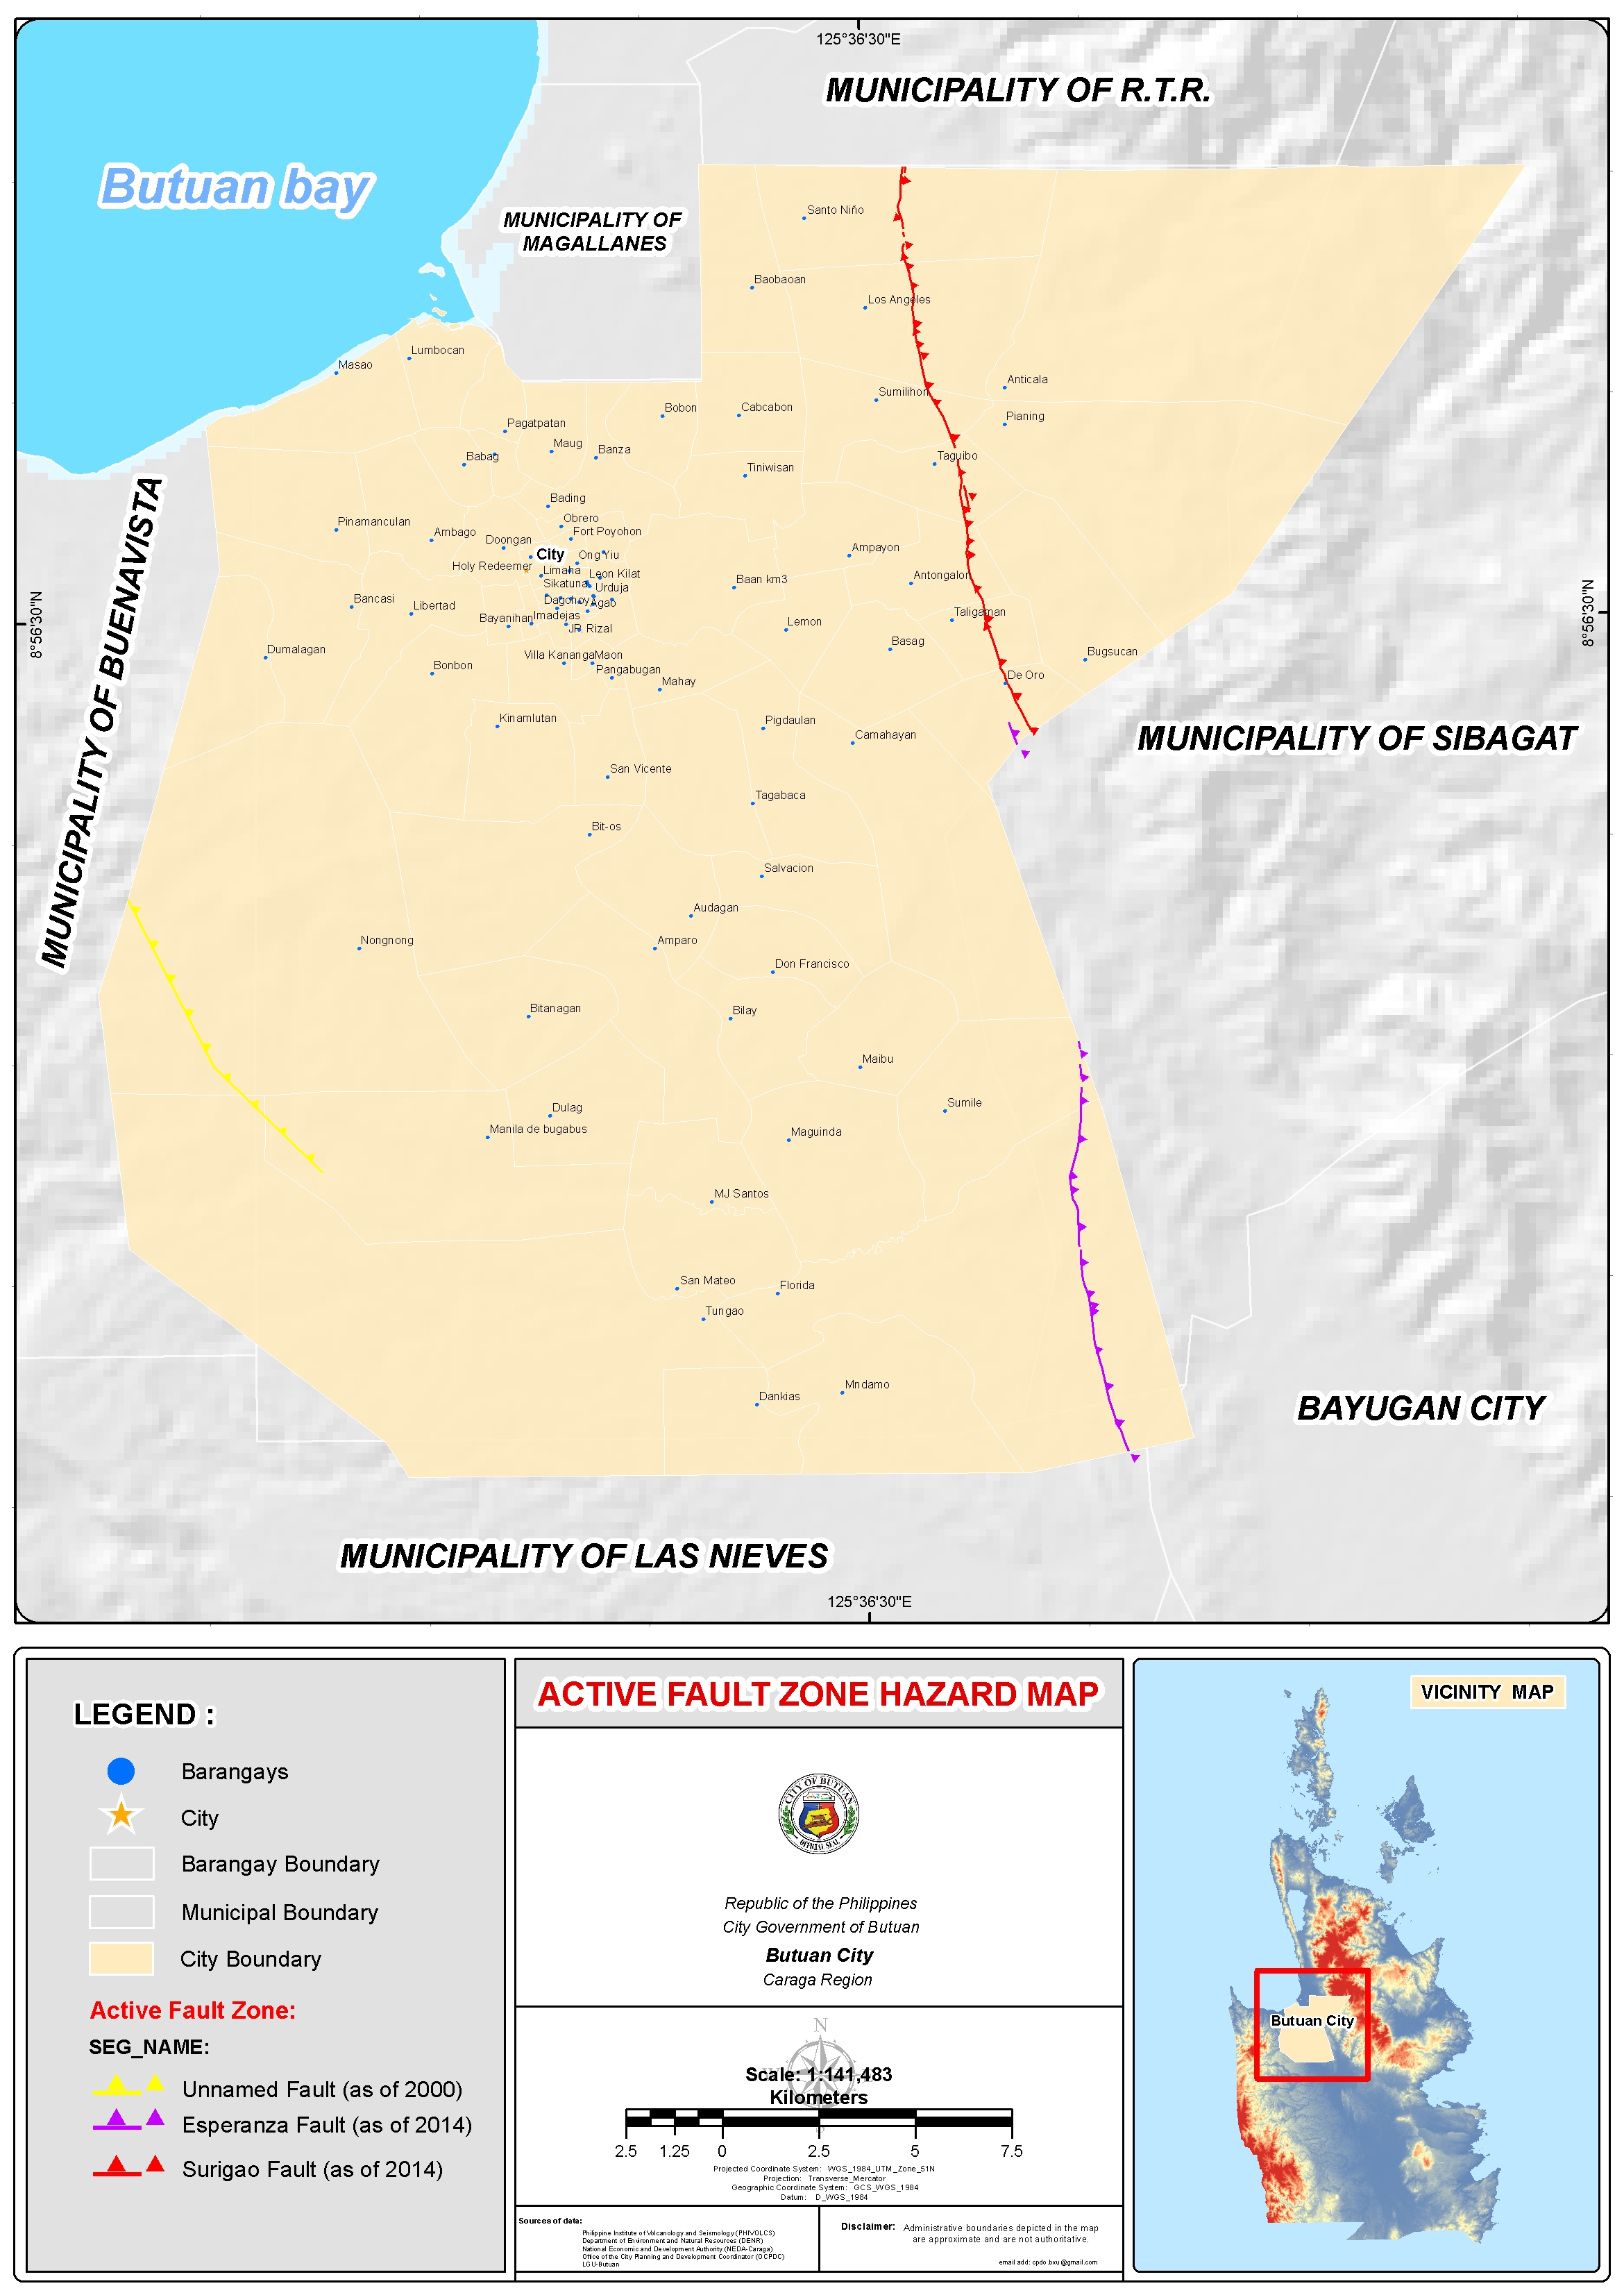 125°36'30"E
MUNICIPALITY OF R.T.R.
Butuan bay
MUNICIPALITY OF
MAGALLANES
Santo Niño
Baobaoan
Los Angeles
Lumbocan
Masao
Anticala
Sumilihon
Bobon
Cabcabon
Pianing
Pagatpatan
Maug
Banza
Babag
Taguibo
Tiniwisan
Bading
Obrero
Pinamanculan
Ambago
Fort Poyohon
Doongan
City
Ong Yiu
Ampayon
Holy Redeemer
Limaha
Leon Kilat
Baan km3
Antongalon
Sikatuna
Urduja
Bancasi
Libertad
Dagohoy
Agao
Taligaman
Bayanihan
Imadejas
JP Rizal
Lemon
Basag
8°56'30"N
8°56'30"N
MUNICIPALITY OF BUENAVISTA
Dumalagan
Bonbon
Villa Kananga
Maon
Pangabugan
Mahay
Bugsucan
De Oro
Kinamlutan
Pigdaulan
Camahayan
MUNICIPALITY OF SIBAGAT
San Vicente
Tagabaca
Bit-os
Salvacion
Audagan
Nongnong
Amparo
Don Francisco
Bitanagan
Bilay
Maibu
Dulag
Sumile
Manila de bugabus
Maguinda
MJ Santos
San Mateo
Florida
Tungao
Mndamo
Dankias
BAYUGAN CITY
MUNICIPALITY OF LAS NIEVES
125°36'30"E
LEGEND :
Barangays
City
Barangay Boundary
Municipal Boundary
City Boundary
Active Fault Zone:
SEG_NAME:
Unnamed Fault (as of 2000)
Esperanza Fault (as of 2014)
Surigao Fault (as of 2014)
ACTIVE FAULT ZONE HAZARD MAP
CITY OF BUTUAN
OFFICIAL SEAL
Republic of the Philippines
City Government of Butuan
Butuan City
Caraga Region
N
Scale: 1:141,483
Kilometers
2.5 1.25 0 2.5 5 7.5
Projected Coordinate System: WGS_1984_UTM_Zone_51N
Projection: Transverse_Mercator
Geographic Coordinate System: GCS_WGS_1984
Datum: D_WGS_1984
Sources of data:
Philippine Institute of Volcanology and Seismology (PHIVOLCS)
Department of Environment and Natural Resources (DENR)
National Economic and Development Authority (NEDA-Caraga)
Office of the City Planning and Development Coordinator (OCPDC)
LGU-Butuan
Disclaimer: Administrative boundaries depicted in the map
are approximate and are not authoritative.
email add: cpdo.bxu@gmail.com
VICINITY MAP
Butuan City